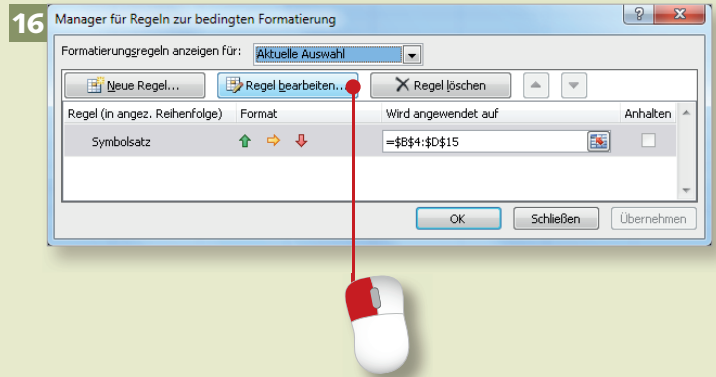 16
Manager für Regeln zur bedingten Formatierung
Formatierungsregeln anzeigen für: Aktuelle Auswahl
Neue Regel... Regel bearbeiten... Regel löschen
Regel (in angez. Reihenfolge) Format Wird angewendet auf Anhalten
Symbolsatz =$B$4:$D$15
OK Schließen Übernehmen